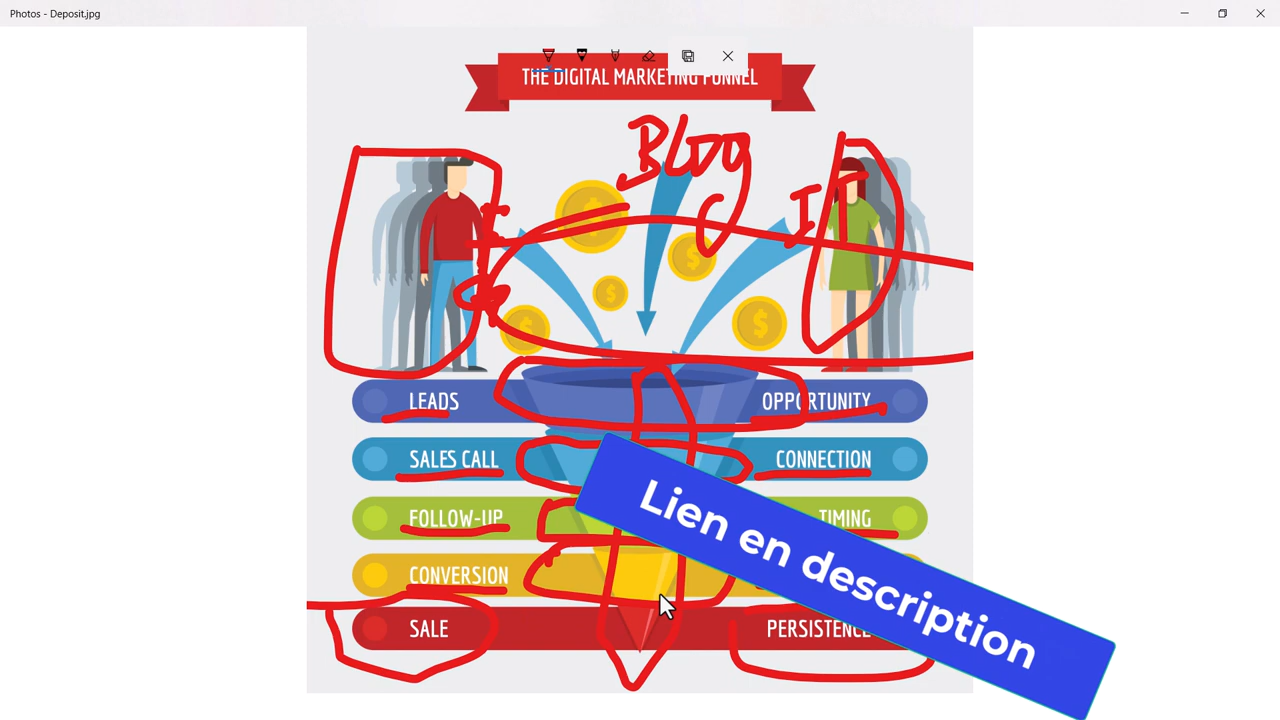 Photos - Deposit.jpg
THE DIGITAL MARKETING FUNNEL
BLOG
I
LEADS
OPPORTUNITY
SALES CALL
CONNECTION
FOLLOW-UP
TIMING
CONVERSION
SALE
PERSISTENCE
Lien en description